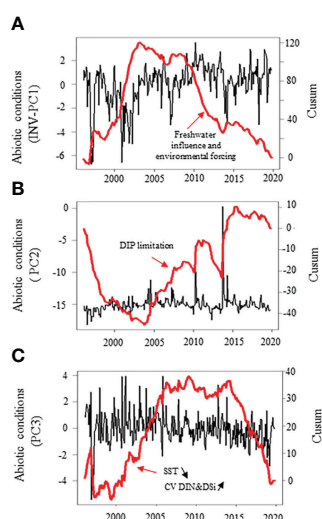 A
Abiotic conditions
(INV-PC1)
2
0
-2
-4
-6
120
80
40
0
Cusum
Freshwater
influence and
environmental forcing
2000
2005
2010
2015
2020
B
Abiotic conditions
( PC2)
0
-5
-10
-15
10
0
-20
-40
Cusum
DIP limitation
2000
2005
2010
2015
2020
C
Abiotic conditions
(PC3)
4
2
0
-2
-4
40
30
20
10
0
Cusum
SST
CV DIN&DSi
2000
2005
2010
2015
2020